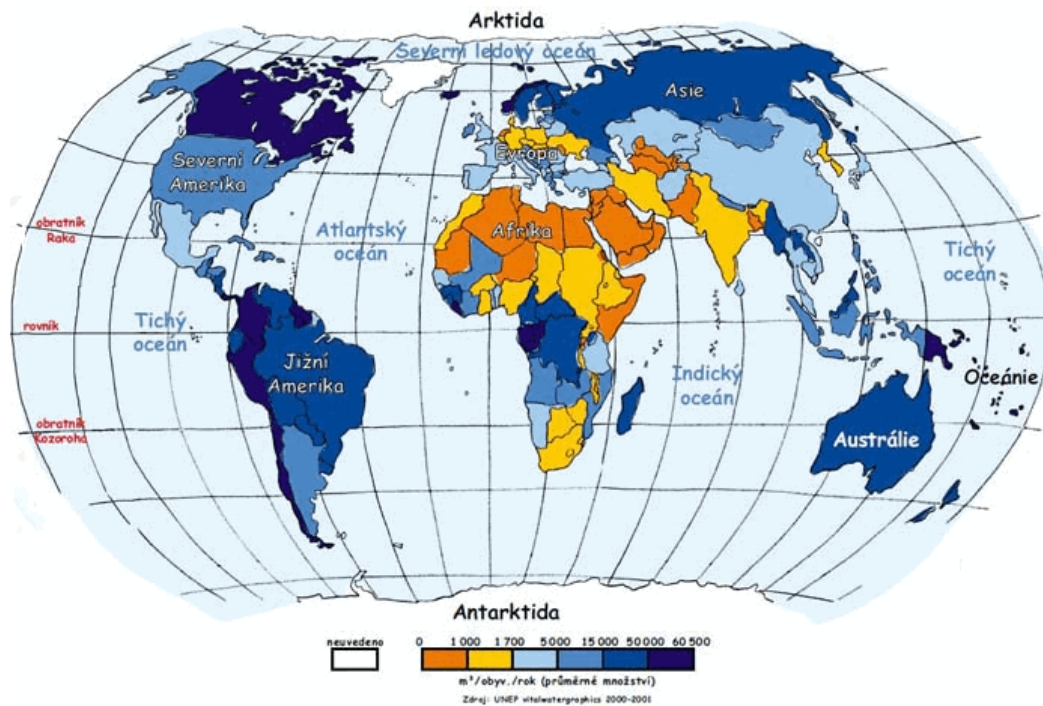 Arktida
Severní ledový oceán
Asie
Evropa
Severní
Amerika
obratník
Raka
Atlantský
oceán
Afrika
Tichý
oceán
rovník
Tichý
oceán
Jižní
Amerika
Indický
oceán
Oceánie
obratník
Kozoroha
Austrálie
Antarktida
neuvedeno
0 1 000 1 700 5 000 15 000 50 000 60 500
m³/obyv./rok (průměrné množství)
Zdroj: UNEP vitalwatergraphics 2000-2001